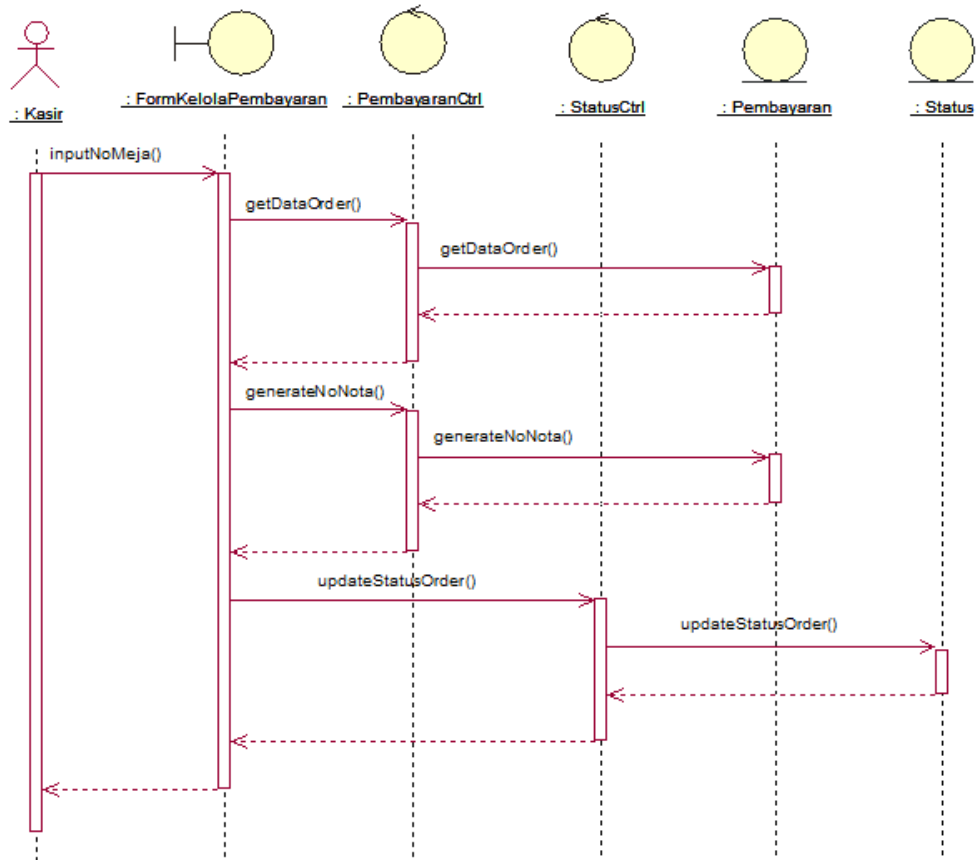 : Kasir
: FormKelolaPembayaran
: PembayaranCtrl
: StatusCtrl
: Pembayaran
: Status
inputNoMeja()
getDataOrder()
getDataOrder()
generateNoNota()
generateNoNota()
updateStatusOrder()
updateStatusOrder()